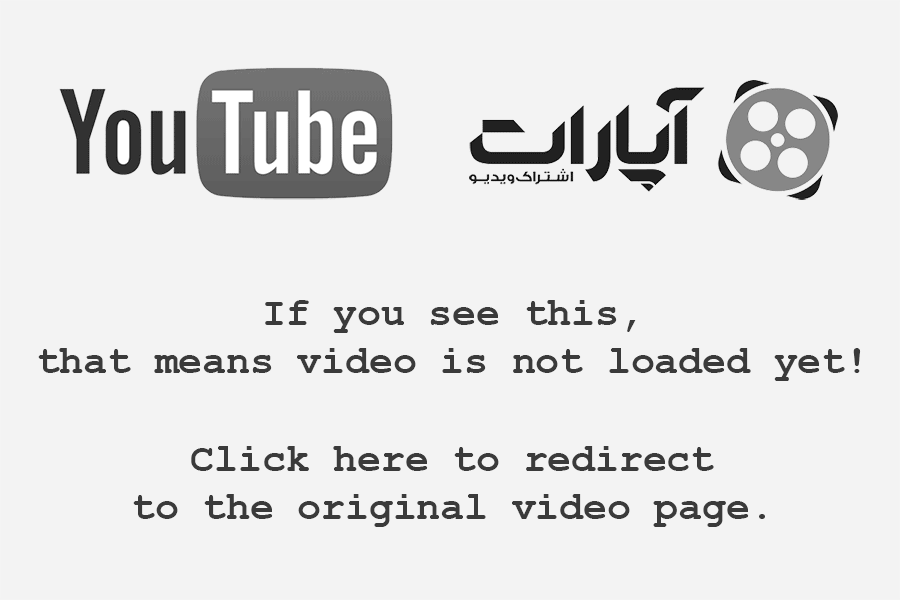 YouTube
آپارات
اشتراک ویدیو
If you see this,
that means video is not loaded yet!
Click here to redirect
to the original video page.